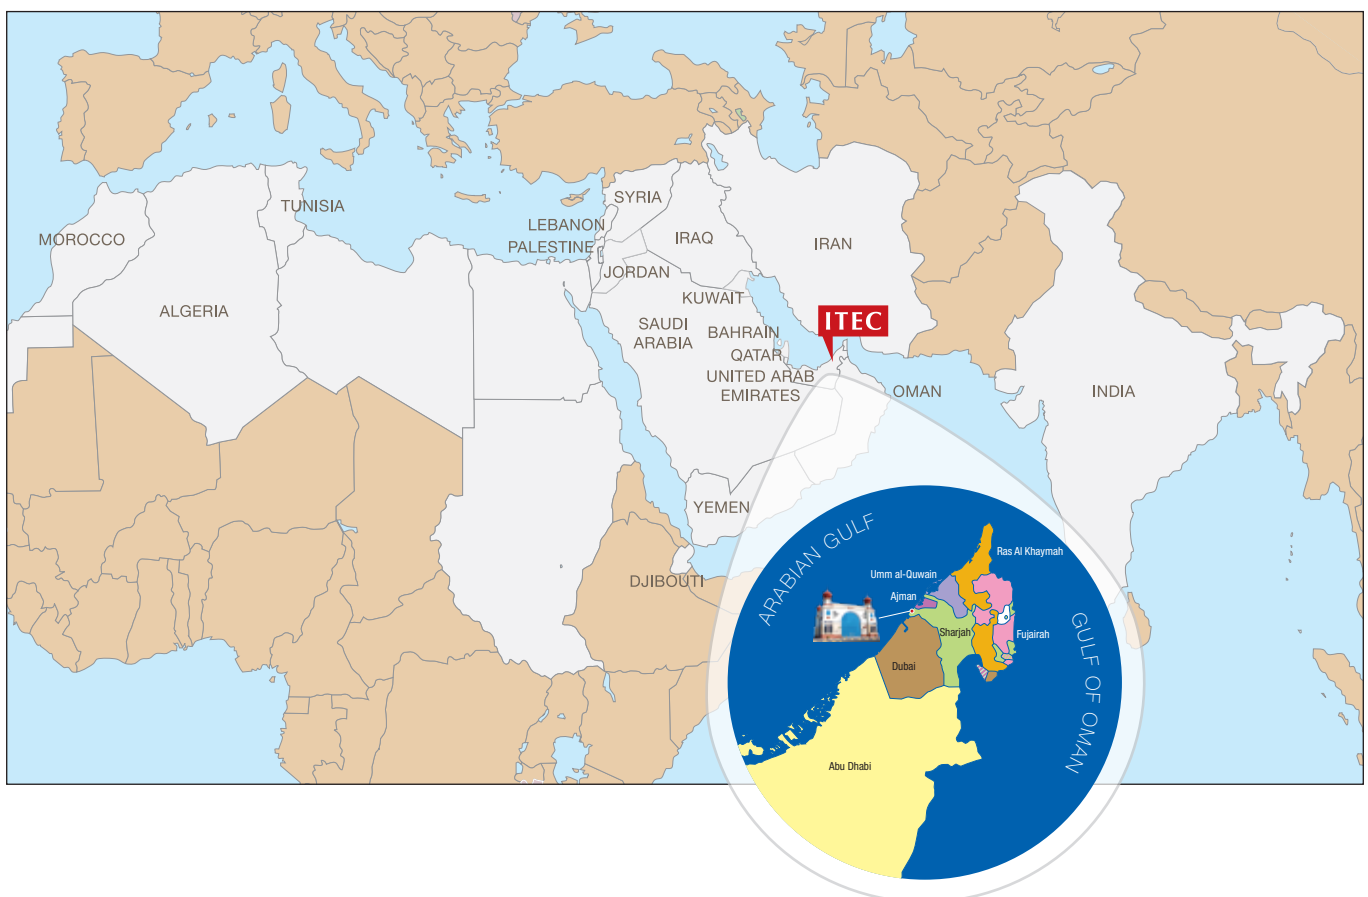 SYRIA
TUNISIA
LEBANON
MOROCCO
PALESTINE
IRAQ
IRAN
JORDAN
KUWAIT
ALGERIA
SAUDI
ARABIA
BAHRAIN
ITEC
QATAR
UNITED ARAB
EMIRATES
OMAN
INDIA
YEMEN
DJIBOUTI
ARABIAN GULF
Ras Al Khaymah
Umm al-Quwain
Ajman
Sharjah
Fujairah
GULF OF OMAN
Dubai
Abu Dhabi